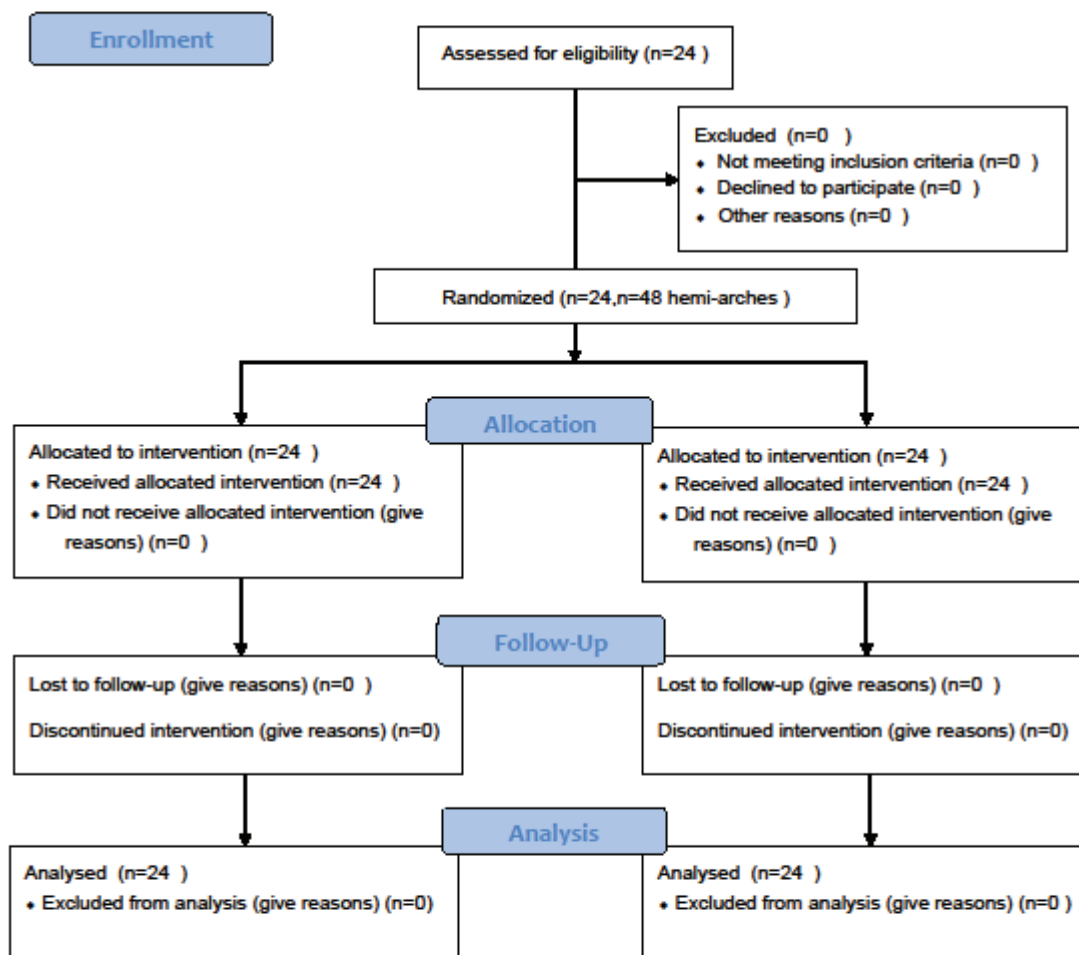 Enrollment
Assessed for eligibility (n=24 )
Excluded (n=0 )
⬥ Not meeting inclusion criteria (n=0 )
⬥ Declined to participate (n=0 )
⬥ Other reasons (n=0 )
Randomized (n=24,n=48 hemi-arches )
Allocation
Allocated to intervention (n=24 )
⬥ Received allocated intervention (n=24 )
⬥ Did not receive allocated intervention (give
reasons) (n=0 )
Allocated to intervention (n=24 )
⬥ Received allocated intervention (n=24 )
⬥ Did not receive allocated intervention (give
reasons) (n=0 )
Follow-Up
Lost to follow-up (give reasons) (n=0 )
Discontinued intervention (give reasons) (n=0)
Lost to follow-up (give reasons) (n=0 )
Discontinued intervention (give reasons) (n=0)
Analysis
Analysed (n=24 )
⬥ Excluded from analysis (give reasons) (n=0)
Analysed (n=24 )
⬥ Excluded from analysis (give reasons) (n=0 )